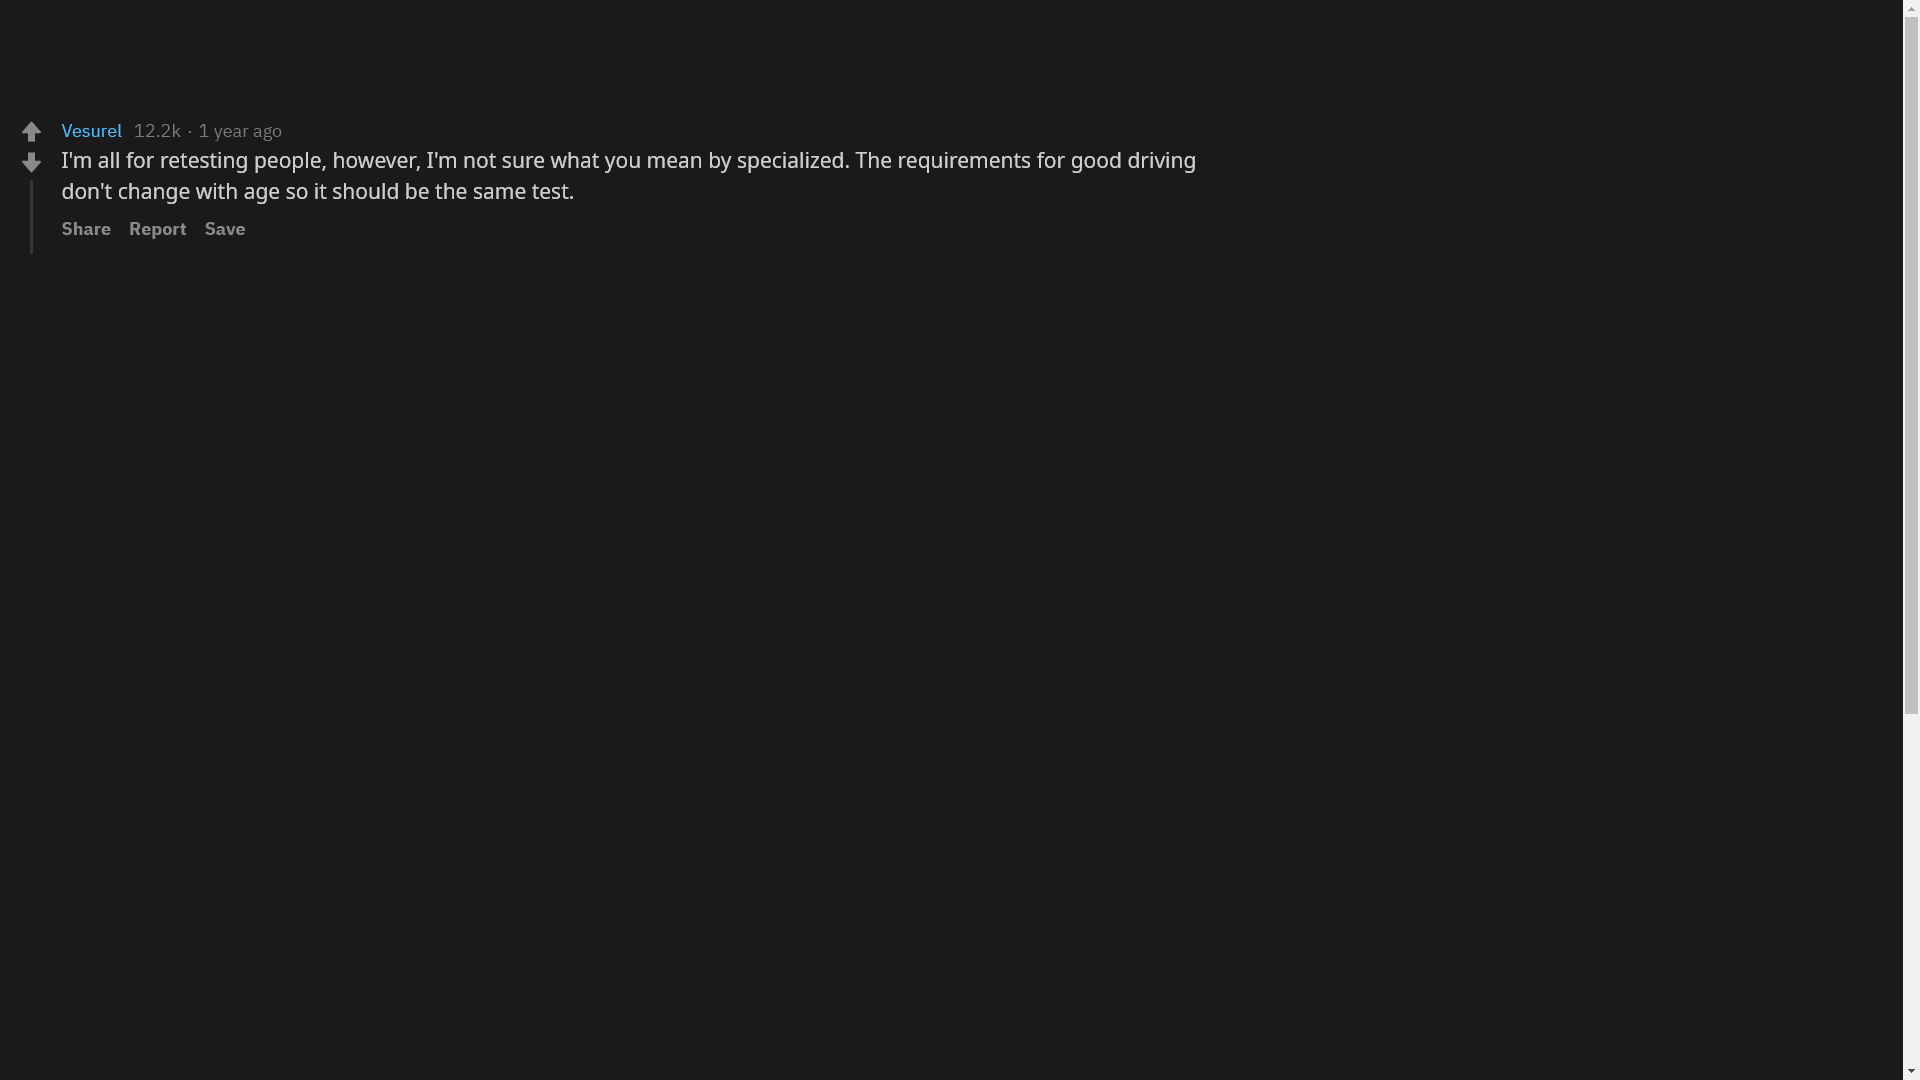 Vesurel 12.2k · 1 year ago
I'm all for retesting people, however, I'm not sure what you mean by specialized. The requirements for good driving
don't change with age so it should be the same test.
Share Report Save